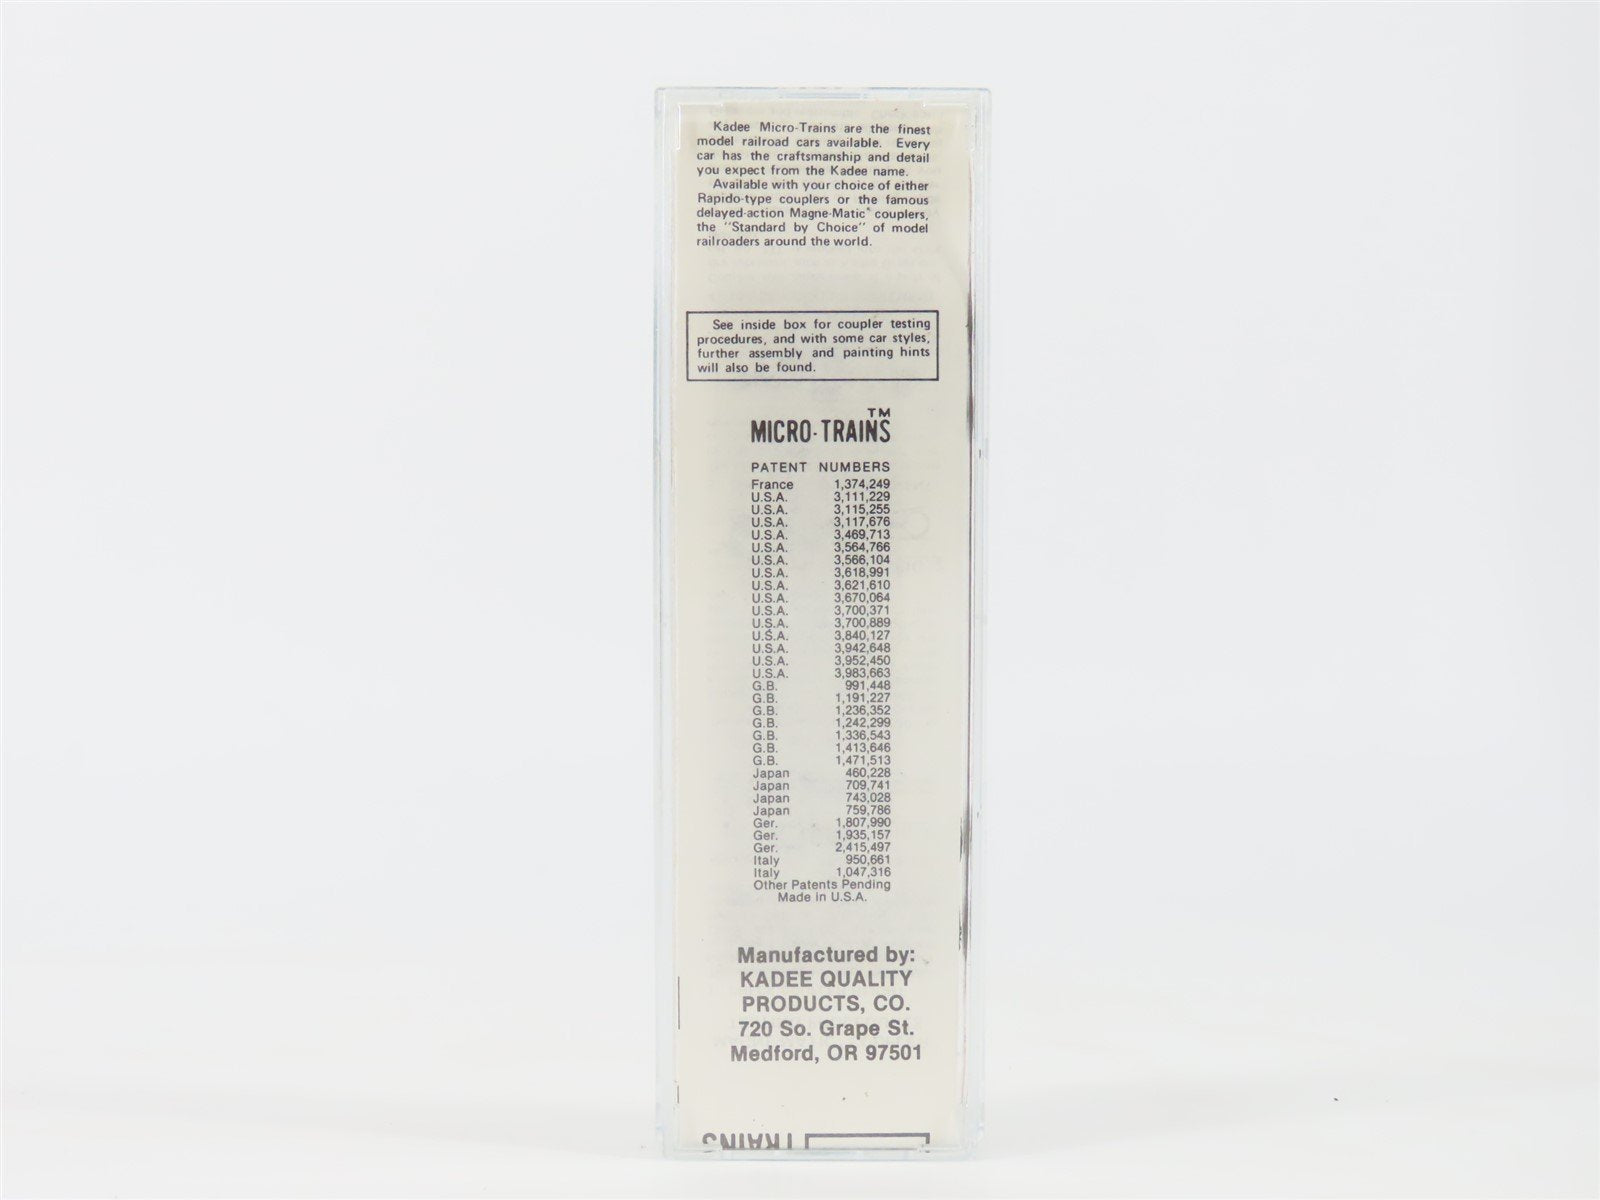 Kadee Micro-Trains are the finest
model railroad cars available. Every
car has the craftsmanship and detail
you expect from the Kadee name.
Available with your choice of either
Rapido-type couplers or the famous
delayed-action Magne-Matic® couplers,
the "Standard by Choice" of model
railroaders around the world.
See inside box for coupler testing
procedures, and with some car styles,
further assembly and painting hints
will also be found.
MICRO-TRAINS™
PATENT NUMBERS
France 1,374,249
U.S.A. 3,111,229
U.S.A. 3,115,255
U.S.A. 3,117,676
U.S.A. 3,469,713
U.S.A. 3,564,766
U.S.A. 3,566,104
U.S.A. 3,618,991
U.S.A. 3,621,610
U.S.A. 3,670,064
U.S.A. 3,700,371
U.S.A. 3,700,889
U.S.A. 3,840,127
U.S.A. 3,942,648
U.S.A. 3,952,450
U.S.A. 3,983,663
G.B. 991,448
G.B. 1,191,227
G.B. 1,236,352
G.B. 1,242,299
G.B. 1,336,543
G.B. 1,413,646
G.B. 1,471,513
Japan 460,228
Japan 709,741
Japan 743,028
Japan 759,786
Ger. 1,807,990
Ger. 1,935,157
Ger. 2,415,497
Italy 950,661
Italy 1,047,316
Other Patents Pending
Made in U.S.A.
Manufactured by:
KADEE QUALITY
PRODUCTS, CO.
720 So. Grape St.
Medford, OR 97501
TRAINS